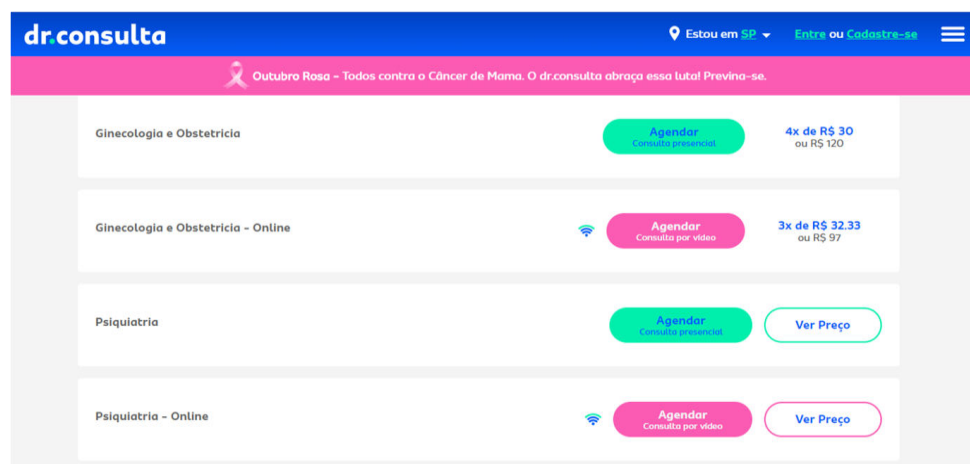 dr.consulta
Estou em SP
Entre ou Cadastre-se
Outubro Rosa - Todos contra o Câncer de Mama. O dr.consulta abraça essa luta! Previna-se.
Ginecologia e Obstetricia
Agendar
Consulta presencial
4x de R$ 30
ou R$ 120
Ginecologia e Obstetricia - Online
Agendar
Consulta por vídeo
3x de R$ 32.33
ou R$ 97
Psiquiatria
Agendar
Consulta presencial
Ver Preço
Psiquiatria - Online
Agendar
Consulta por vídeo
Ver Preço